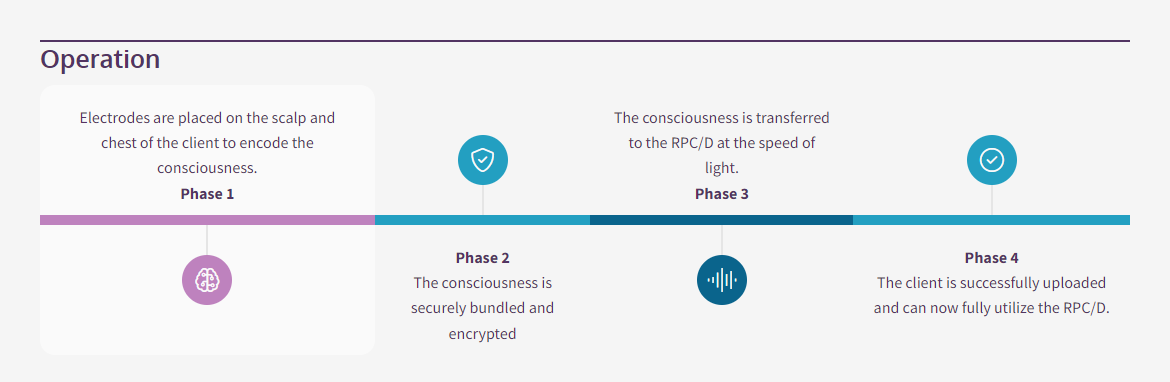 Operation
Electrodes are placed on the scalp and
chest of the client to encode the
consciousness.
Phase 1
Phase 2
The consciousness is
securely bundled and
encrypted
The consciousness is transferred
to the RPC/D at the speed of
light.
Phase 3
Phase 4
The client is successfully uploaded
and can now fully utilize the RPC/D.